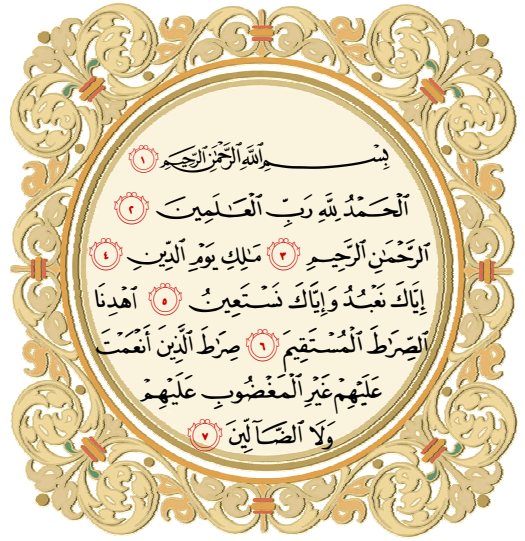 بِسْمِ ٱللَّهِ ٱلرَّحْمَٰنِ ٱلرَّحِيمِ ١
ٱلْحَمْدُ لِلَّهِ رَبِّ ٱلْعَٰلَمِينَ ٢
ٱلرَّحْمَٰنِ ٱلرَّحِيمِ ٣ مَٰلِكِ يَوْمِ ٱلدِّينِ ٤
إِيَّاكَ نَعْبُدُ وَإِيَّاكَ نَسْتَعِينُ ٥ ٱهْدِنَا
ٱلصِّرَٰطَ ٱلْمُسْتَقِيمَ ٦ صِرَٰطَ ٱلَّذِينَ أَنْعَمْتَ
عَلَيْهِمْ غَيْرِ ٱلْمَغْضُوبِ عَلَيْهِمْ
وَلَا ٱلضَّآلِّينَ ٧